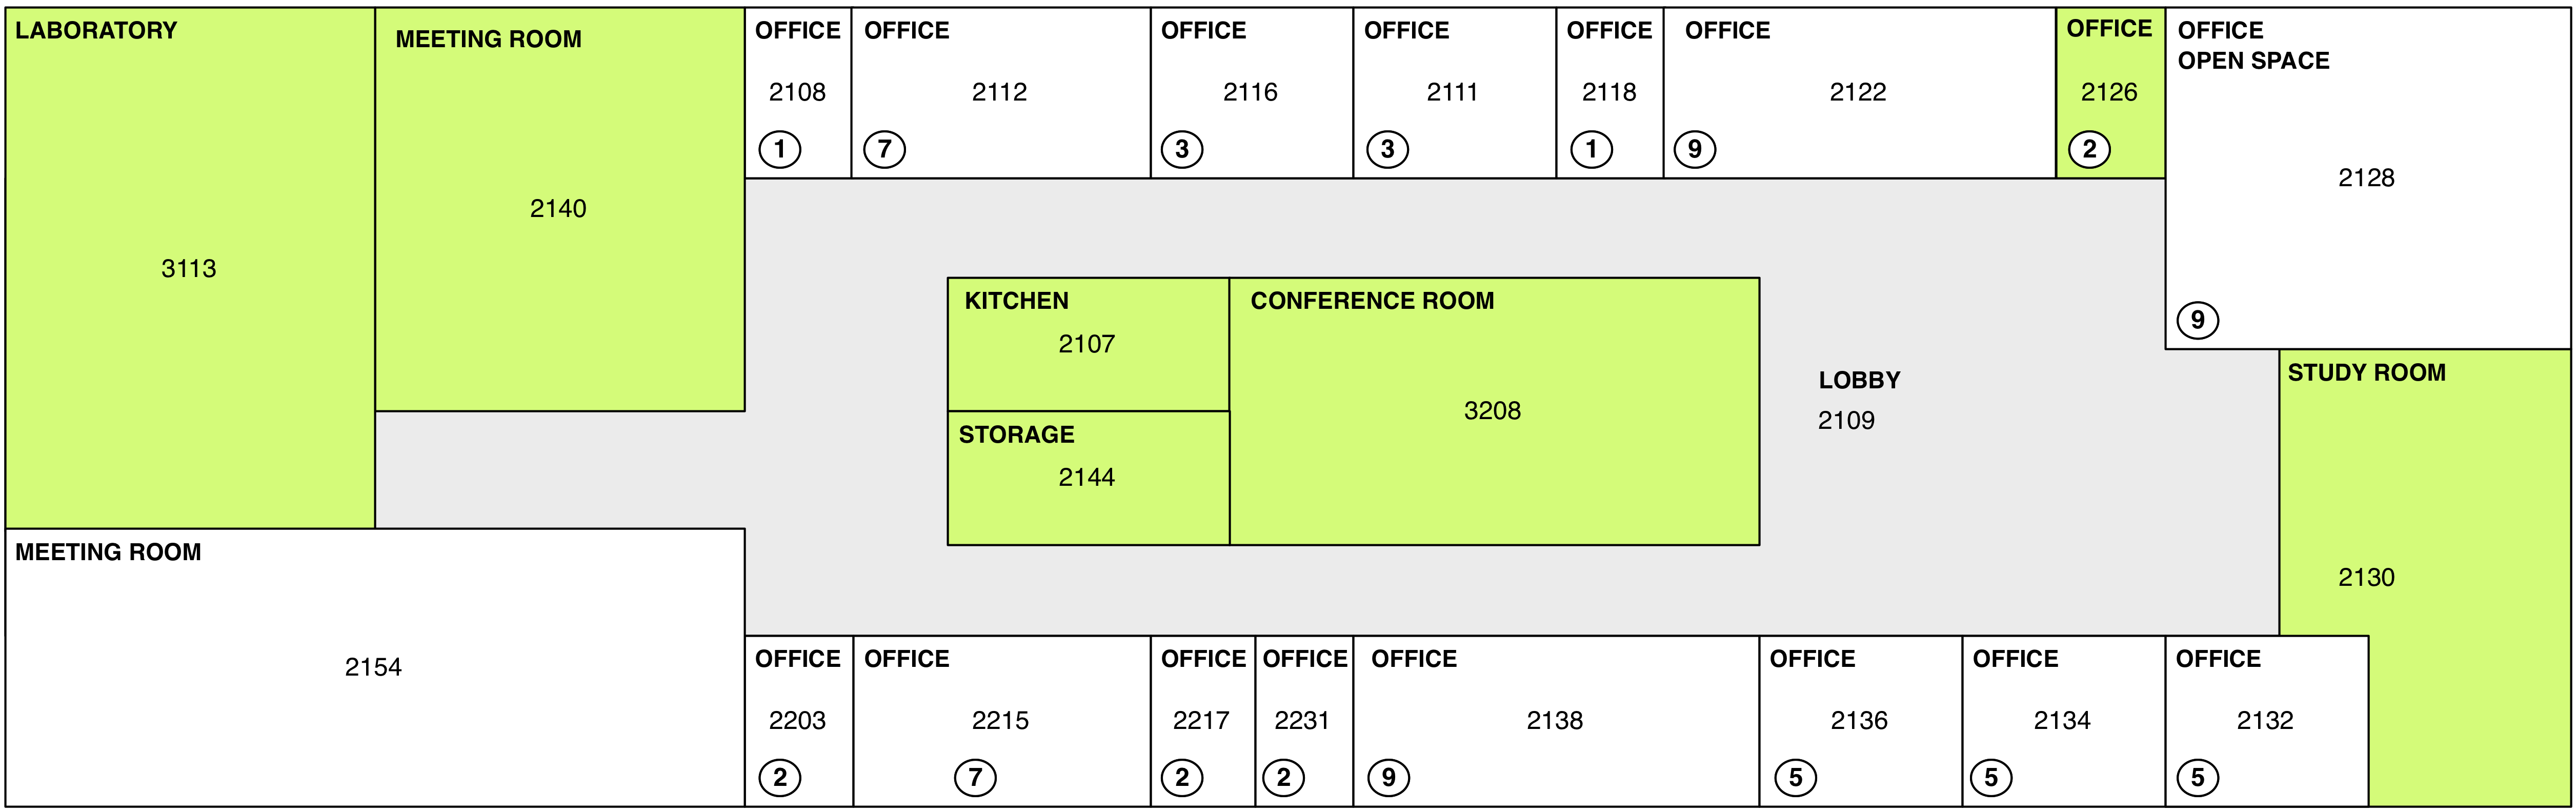 LABORATORY
3113
MEETING ROOM
2140
OFFICE
2108
1
OFFICE
2112
7
OFFICE
2116
3
OFFICE
2111
3
OFFICE
2118
1
OFFICE
2122
9
OFFICE
2126
2
OFFICE
OPEN SPACE
2128
9
KITCHEN
2107
CONFERENCE ROOM
3208
STORAGE
2144
LOBBY
2109
STUDY ROOM
2130
MEETING ROOM
2154
OFFICE
2203
2
OFFICE
2215
7
OFFICE
2217
2
OFFICE
2231
2
OFFICE
2138
9
OFFICE
2136
5
OFFICE
2134
5
OFFICE
2132
5